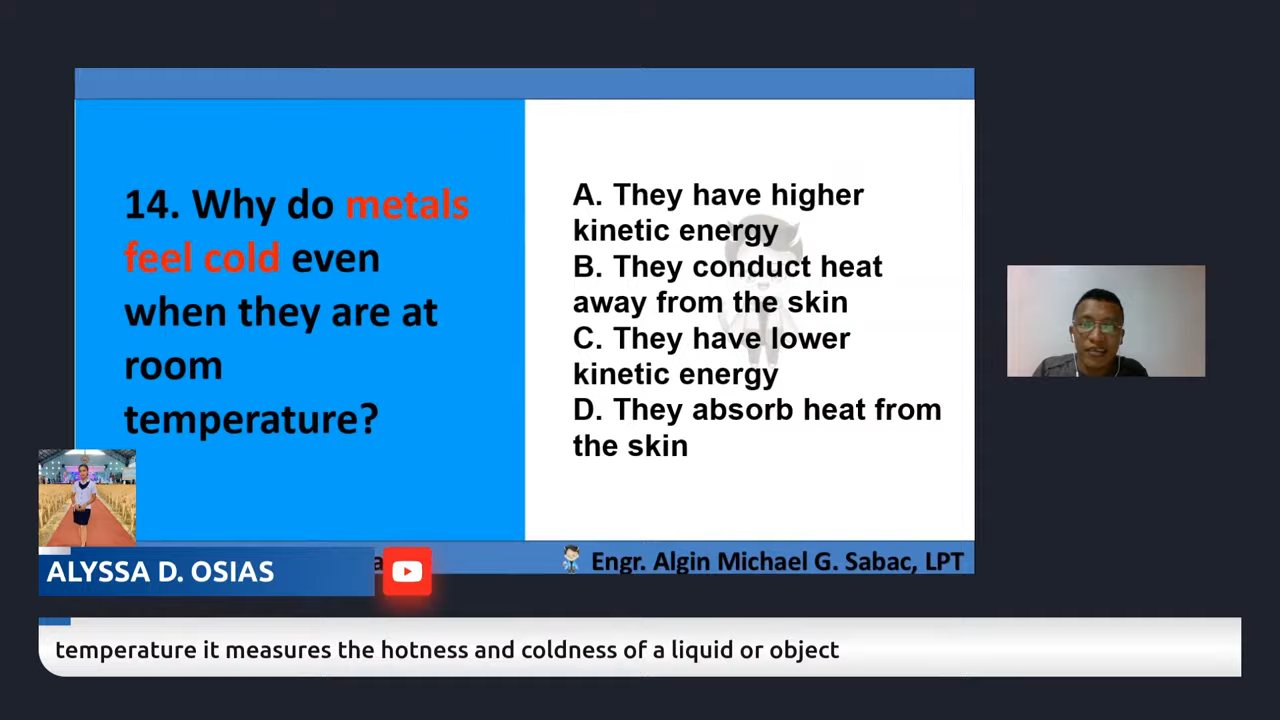 14. Why do metals
feel cold even
when they are at
room
temperature?
A. They have higher
kinetic energy
B. They conduct heat
away from the skin
C. They have lower
kinetic energy
D. They absorb heat from
the skin
Engr. Algin Michael G. Sabac, LPT
ALYSSA D. OSIAS
temperature it measures the hotness and coldness of a liquid or object